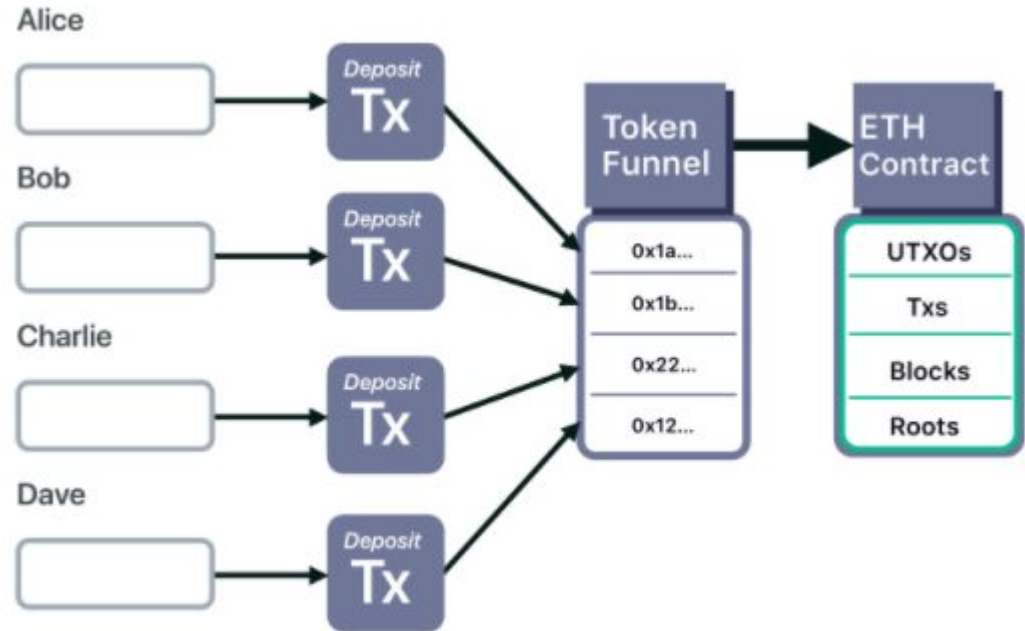 Alice
Deposit
Tx
Bob
Deposit
Tx
Charlie
Deposit
Tx
Dave
Deposit
Tx
Token
Funnel
0x1a...
0x1b...
0x22...
0x12...
ETH
Contract
UTXOs
Txs
Blocks
Roots